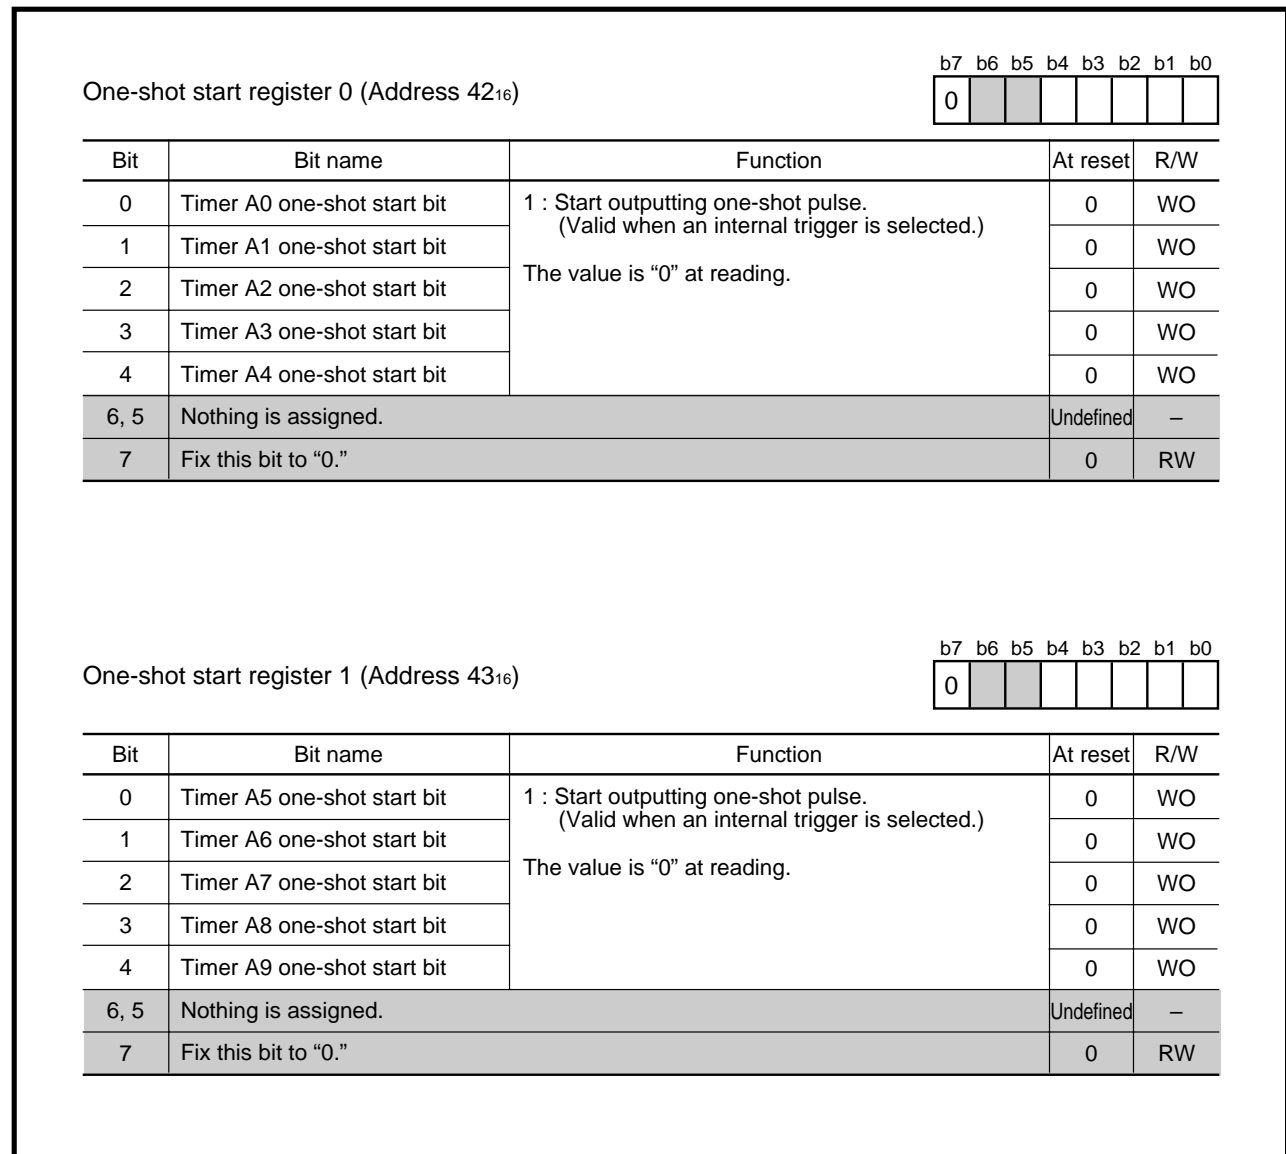 b7 b6 b5 b4 b3 b2 b1 b0
One-shot start register 0 (Address 42₁₆)
0
Bit Bit name Function At reset R/W
0 Timer A0 one-shot start bit 1 : Start outputting one-shot pulse. 0 WO
(Valid when an internal trigger is selected.)
1 Timer A1 one-shot start bit 0 WO
The value is “0” at reading.
2 Timer A2 one-shot start bit 0 WO
3 Timer A3 one-shot start bit 0 WO
4 Timer A4 one-shot start bit 0 WO
6, 5 Nothing is assigned. Undefined –
7 Fix this bit to “0.” 0 RW
b7 b6 b5 b4 b3 b2 b1 b0
One-shot start register 1 (Address 43₁₆)
0
Bit Bit name Function At reset R/W
0 Timer A5 one-shot start bit 1 : Start outputting one-shot pulse. 0 WO
(Valid when an internal trigger is selected.)
1 Timer A6 one-shot start bit 0 WO
The value is “0” at reading.
2 Timer A7 one-shot start bit 0 WO
3 Timer A8 one-shot start bit 0 WO
4 Timer A9 one-shot start bit 0 WO
6, 5 Nothing is assigned. Undefined –
7 Fix this bit to “0.” 0 RW